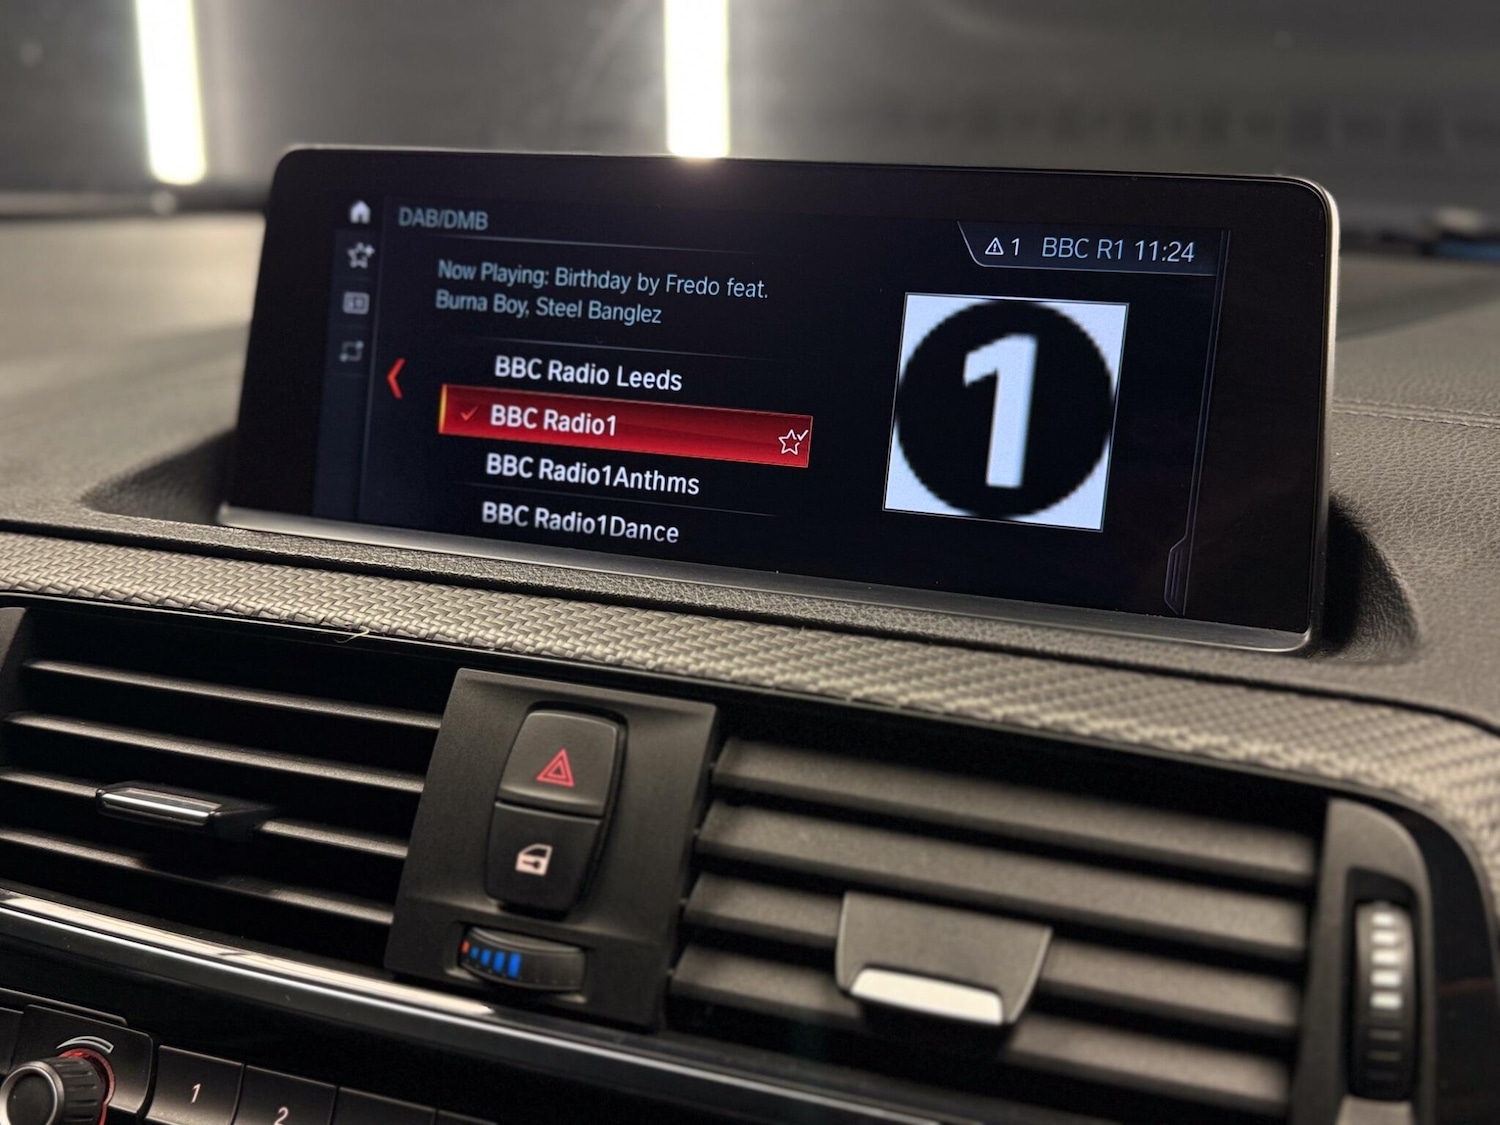 DAB/DMB
1 BBC R1 11:24
Now Playing: Birthday by Fredo feat.
Burna Boy, Steel Banglez
BBC Radio Leeds
BBC Radio1
BBC Radio1Anthms
BBC Radio1Dance
1
1
2